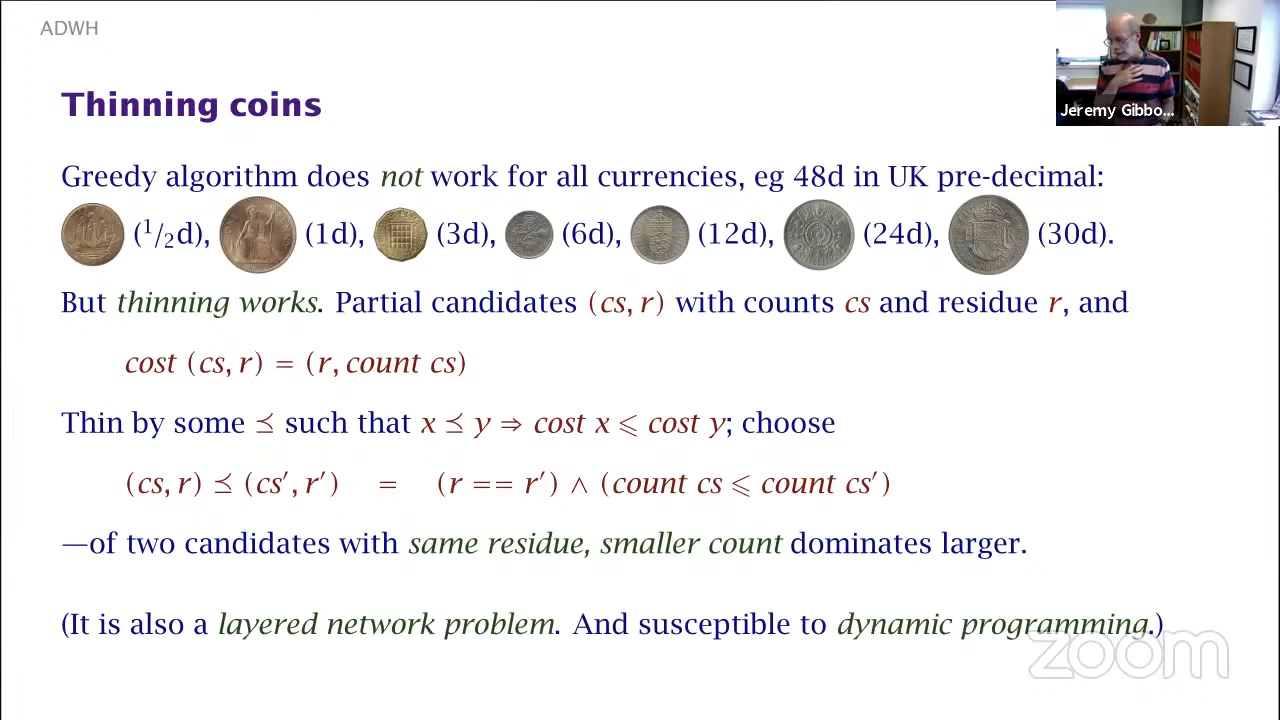 ADWH
Jeremy Gibbo...
Thinning coins
Greedy algorithm does not work for all currencies, eg 48d in UK pre-decimal:
(1/2d), (1d), (3d), (6d), (12d), (24d), (30d).
But thinning works. Partial candidates (cs, r) with counts cs and residue r, and
cost (cs, r) = (r, count cs)
Thin by some ⪯ such that x ⪯ y ⇒ cost x ⩽ cost y; choose
(cs, r) ⪯ (cs′, r′) = (r == r′) ∧ (count cs ⩽ count cs′)
—of two candidates with same residue, smaller count dominates larger.
(It is also a layered network problem. And susceptible to dynamic programming.)
zoom